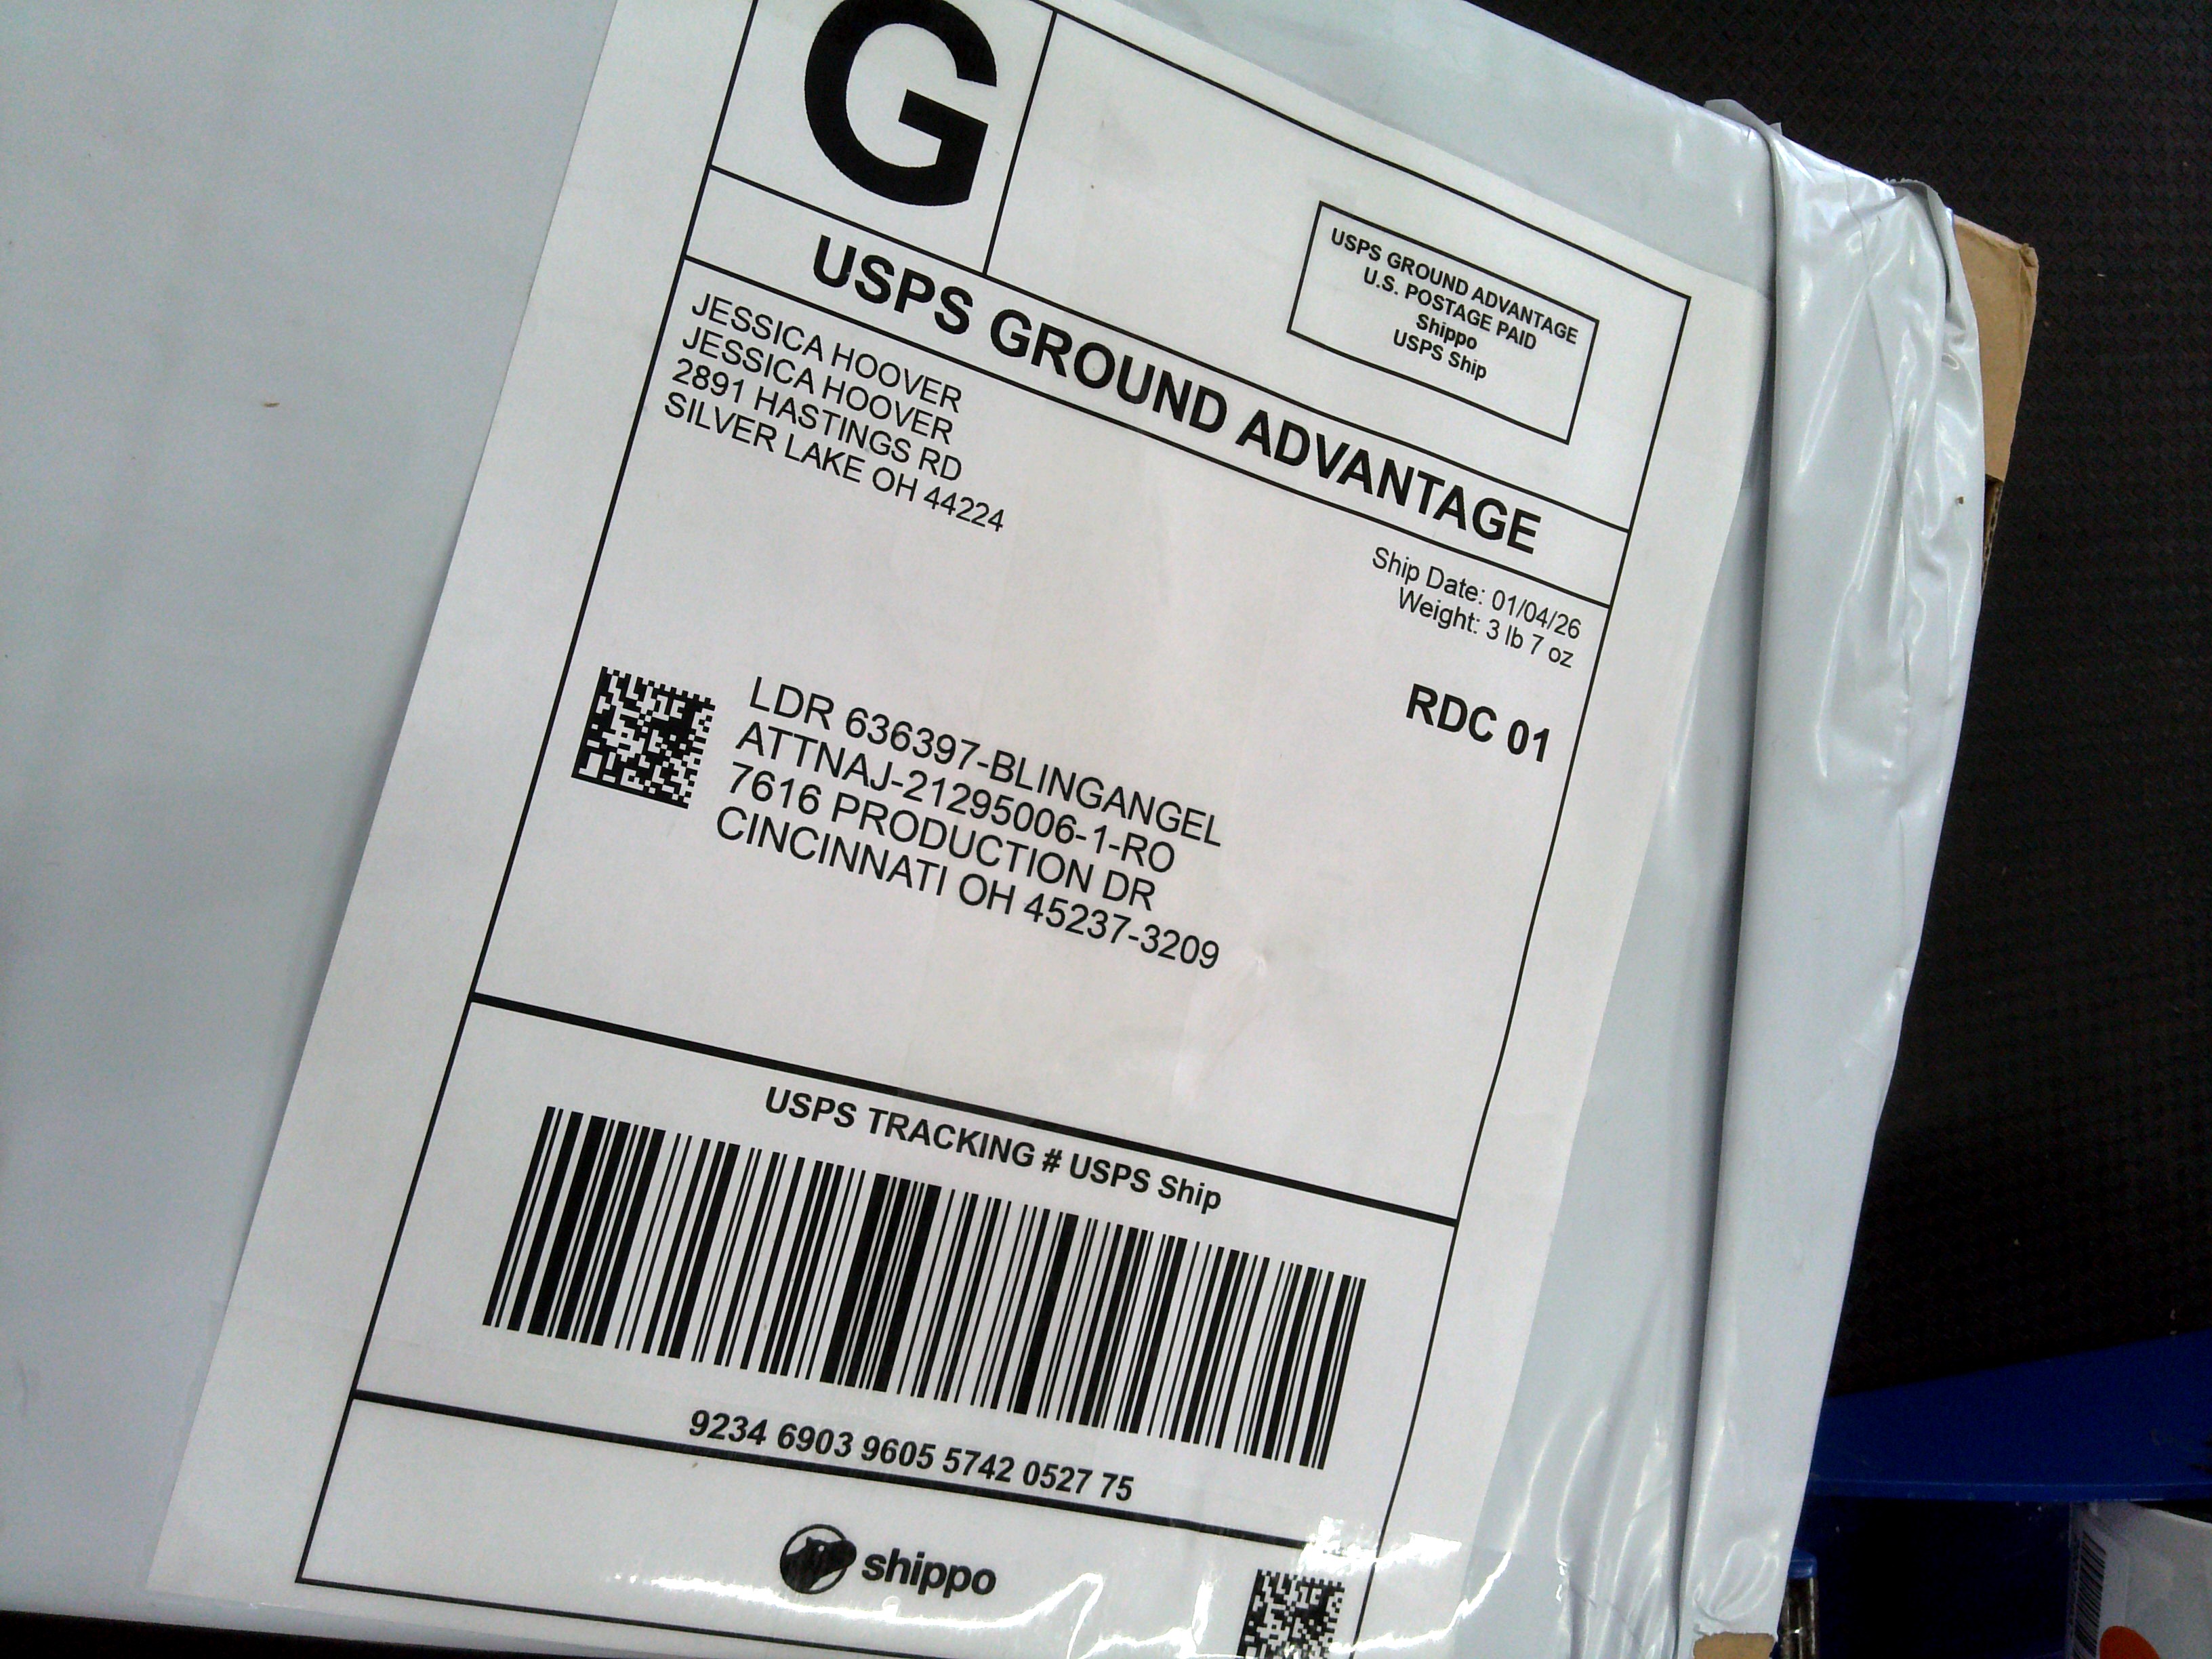 G
USPS GROUND ADVANTAGE
U.S. POSTAGE PAID
Shippo
USPS Ship
USPS GROUND ADVANTAGE
JESSICA HOOVER
JESSICA HOOVER
2891 HASTINGS RD
SILVER LAKE OH 44224
Ship Date: 01/04/26
Weight: 3 lb 7 oz
RDC 01
LDR 636397-BLINGANGEL
ATTNAJ-21295006-1-RO
7616 PRODUCTION DR
CINCINNATI OH 45237-3209
USPS TRACKING # USPS Ship
9234 6903 9605 5742 0527 75
shippo